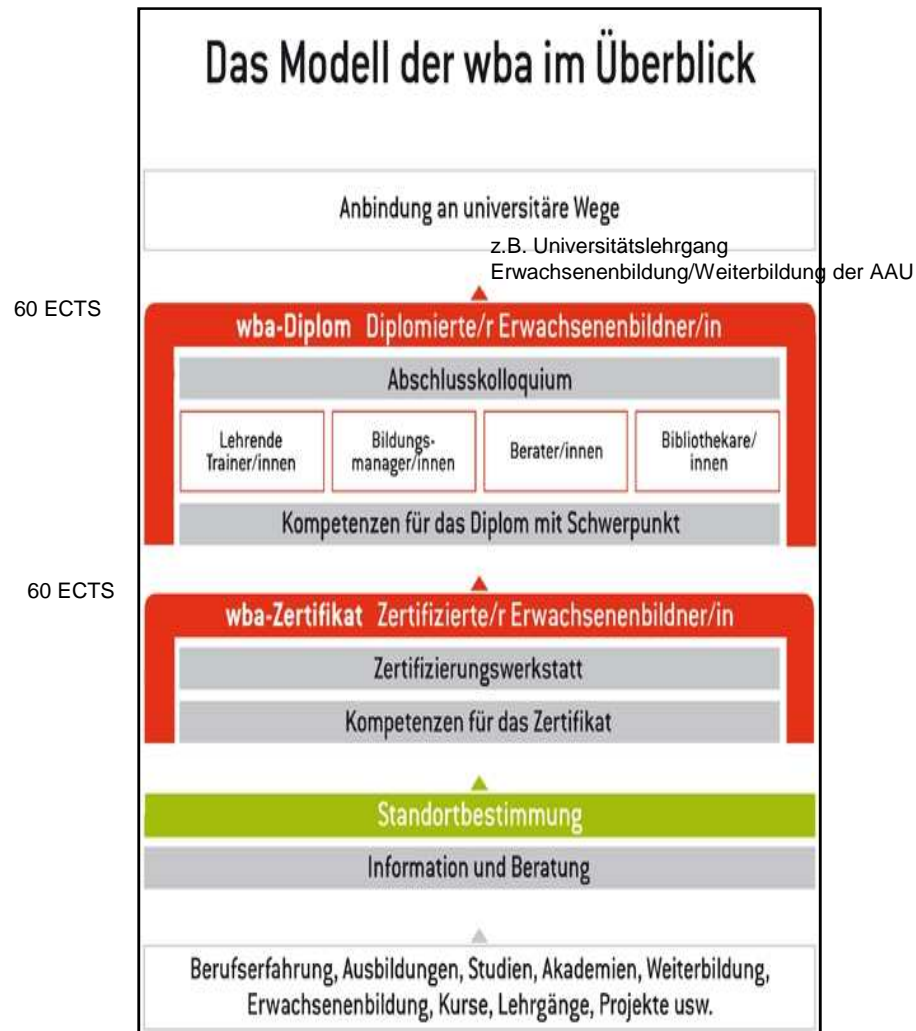 Das Modell der wba im Überblick
Anbindung an universitäre Wege
z.B. Universitätslehrgang
Erwachsenenbildung/Weiterbildung der AAU
60 ECTS
wba-Diplom Diplomierte/r Erwachsenenbildner/in
Abschlusskolloquium
Lehrende
Trainer/innen
Bildungs-
manager/innen
Berater/innen
Bibliothekare/
innen
Kompetenzen für das Diplom mit Schwerpunkt
60 ECTS
wba-Zertifikat Zertifizierte/r Erwachsenenbildner/in
Zertifizierungswerkstatt
Kompetenzen für das Zertifikat
Standortbestimmung
Information und Beratung
Berufserfahrung, Ausbildungen, Studien, Akademien, Weiterbildung,
Erwachsenenbildung, Kurse, Lehrgänge, Projekte usw.